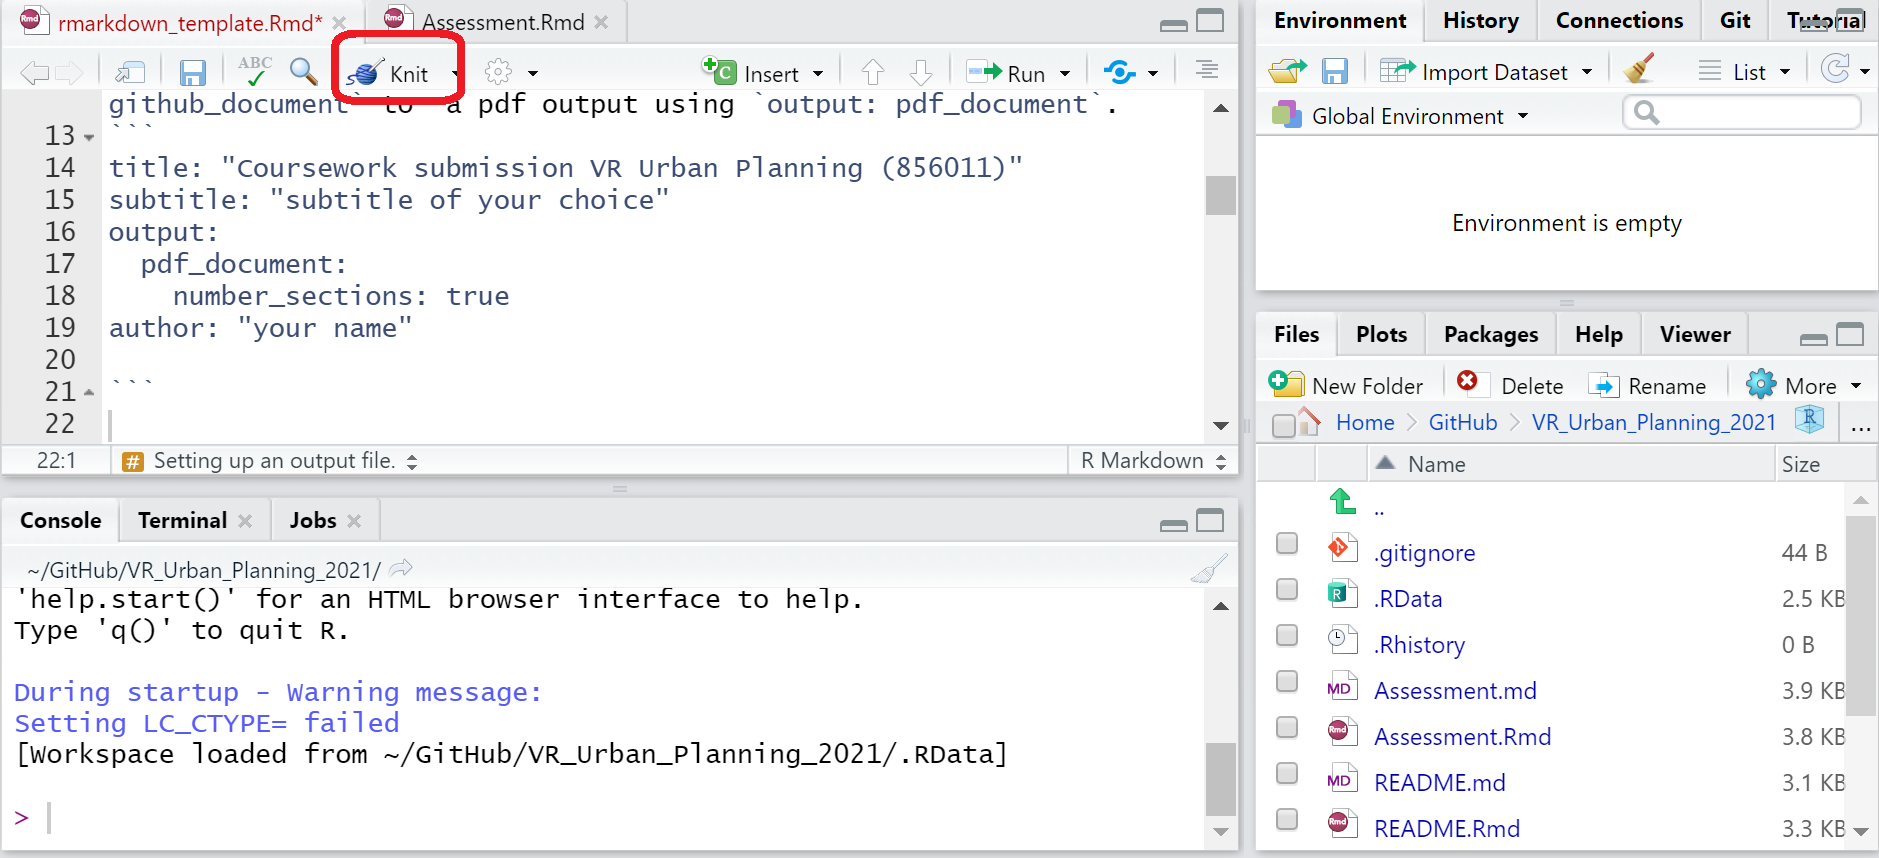 rmarkdown_template.Rmd* Assessment.Rmd
ABC Knit Insert Run
github_document` to a pdf output using `output: pdf_document`.
13 ```
14 title: "Coursework submission VR Urban Planning (856011)"
15 subtitle: "subtitle of your choice"
16 output:
17 pdf_document:
18 number_sections: true
19 author: "your name"
20
21 ```
22
22:1 # Setting up an output file. R Markdown
Console Terminal Jobs
~/GitHub/VR_Urban_Planning_2021/
'help.start()' for an HTML browser interface to help.
Type 'q()' to quit R.
During startup - Warning message:
Setting LC_CTYPE= failed
[Workspace loaded from ~/GitHub/VR_Urban_Planning_2021/.RData]
>
Environment History Connections Git Tutorial
Import Dataset List
Global Environment
Environment is empty
Files Plots Packages Help Viewer
New Folder Delete Rename More
Home GitHub VR_Urban_Planning_2021 R ...
Name Size
..
.gitignore 44 B
.RData 2.5 KB
.Rhistory 0 B
MD Assessment.md 3.9 KB
Rmd Assessment.Rmd 3.8 KB
MD README.md 3.1 KB
Rmd README.Rmd 3.3 KB